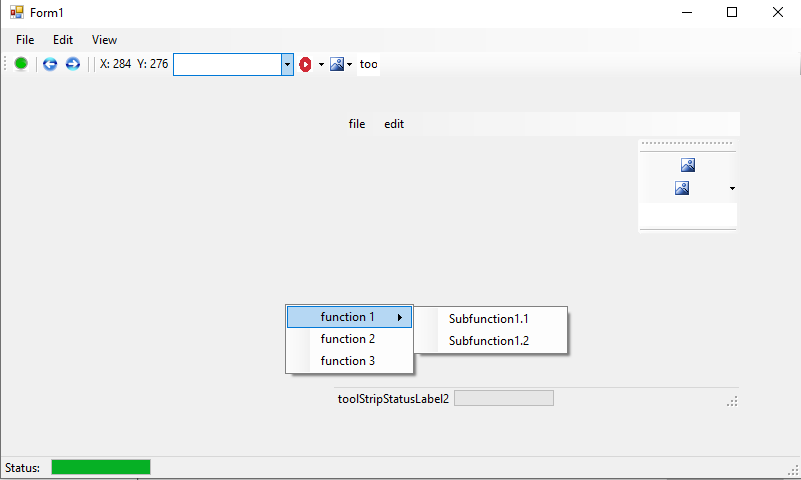 Form1
File Edit View
X: 284 Y: 276 too
file edit
function 1
function 2
function 3
Subfunction1.1
Subfunction1.2
toolStripStatusLabel2
Status: